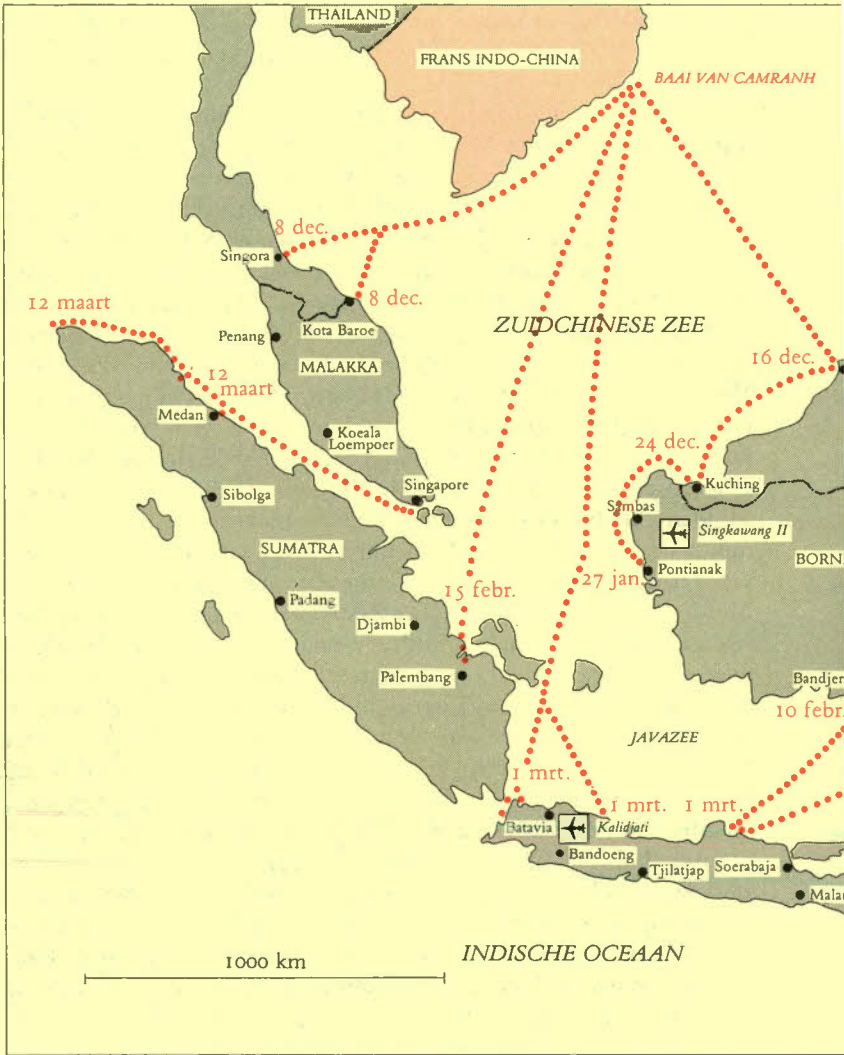 THAILAND
FRANS INDO-CHINA
BAAI VAN CAMRANH
8 dec.
Singora
8 dec.
12 maart
Kota Baroe
ZUIDCHINESE ZEE
Penang
MALAKKA
16 dec.
12
maart
Medan
Koeala
Loempoer
24 dec.
Singapore
Kuching
Sibolga
Sambas
Singkawang II
SUMATRA
BORN
Pontianak
15 febr.
27 jan.
Padang
Djambi
Palembang
Bandjer
10 febr.
JAVAZEE
1 mrt.
1 mrt.
1 mrt.
Batavia
Kalidjati
Bandoeng
Tjilatjap
Soerabaja
Mala
INDISCHE OCEAAN
1000 km